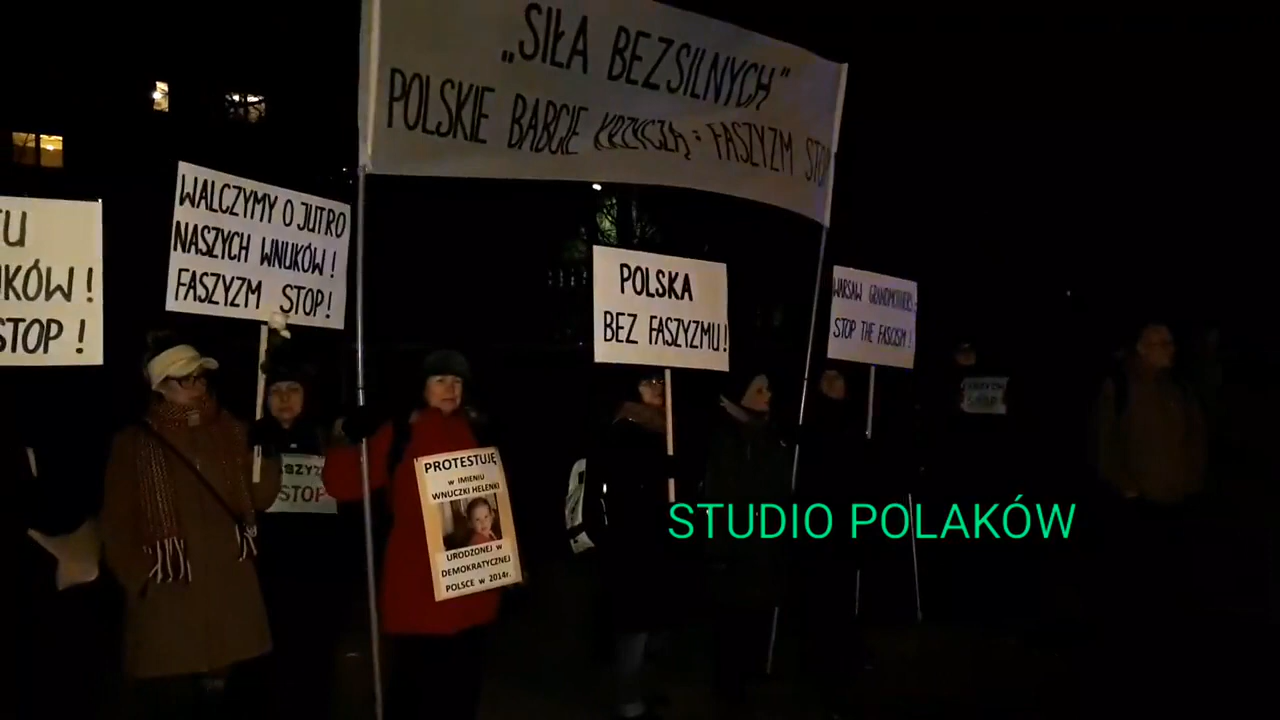 „SIŁA BEZSILNYCH”
POLSKIE BABCIE KRZYCZĄ: FASZYZM STOP
TU
KÓW!
STOP!
WALCZYMY O JUTRO
NASZYCH WNUKÓW!
FASZYZM STOP!
POLSKA
BEZ FASZYZMU!
WARSAW GRANDMOTHERS:
STOP THE FASCISM!
STOP
PROTESTUJĘ
w IMIENIU
WNUCZKI HELENKI
URODZONEJ w
DEMOKRATYCZNEJ
POLSCE w 2014r.
STUDIO POLAKÓW